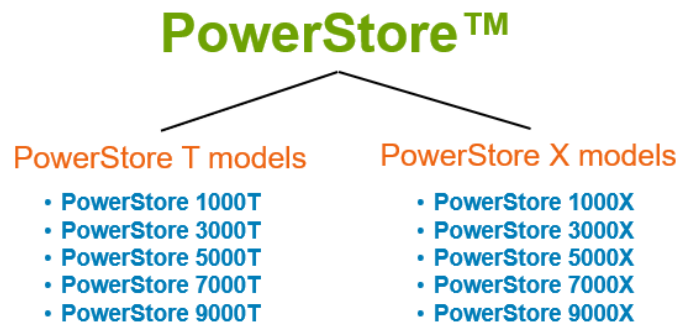 PowerStore™
PowerStore T models
• PowerStore 1000T
• PowerStore 3000T
• PowerStore 5000T
• PowerStore 7000T
• PowerStore 9000T
PowerStore X models
• PowerStore 1000X
• PowerStore 3000X
• PowerStore 5000X
• PowerStore 7000X
• PowerStore 9000X